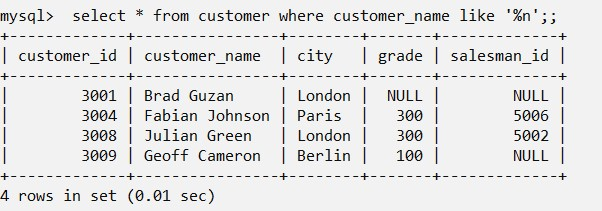 mysql>  select * from customer where customer_name like '%n';;
+-------------+----------------+--------+-------+-------------+
| customer_id | customer_name  | city   | grade | salesman_id |
+-------------+----------------+--------+-------+-------------+
|        3001 | Brad Guzan     | London |  NULL |        NULL |
|        3004 | Fabian Johnson | Paris  |   300 |        5006 |
|        3008 | Julian Green   | London |   300 |        5002 |
|        3009 | Geoff Cameron  | Berlin |   100 |        NULL |
+-------------+----------------+--------+-------+-------------+
4 rows in set (0.01 sec)